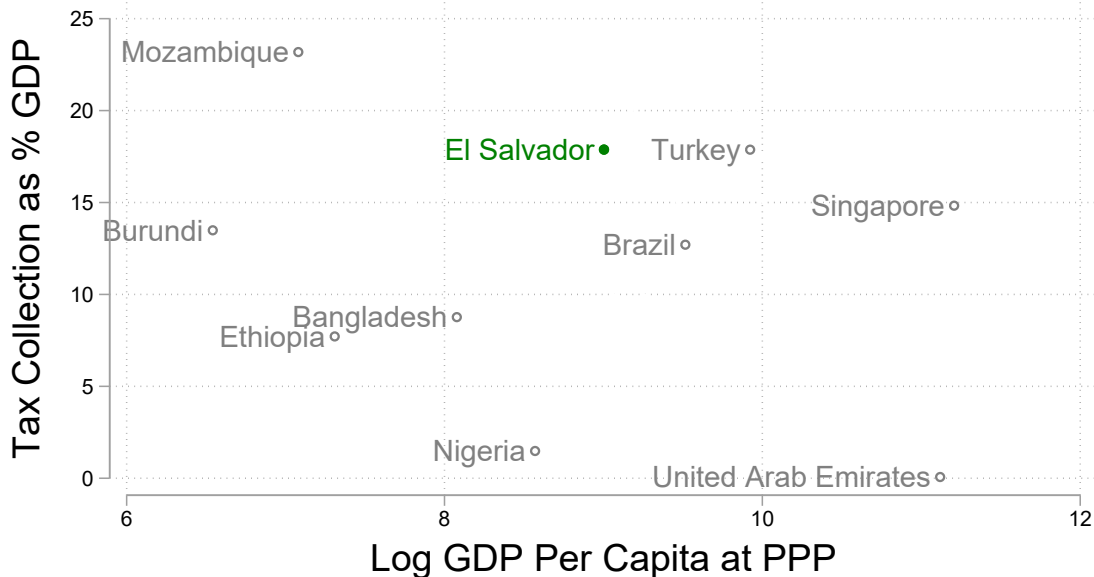 Tax Collection as % GDP
25
20
15
10
5
0
Mozambique
El Salvador
Turkey
Singapore
Burundi
Brazil
Bangladesh
Ethiopia
Nigeria
United Arab Emirates
6 8 10 12
Log GDP Per Capita at PPP